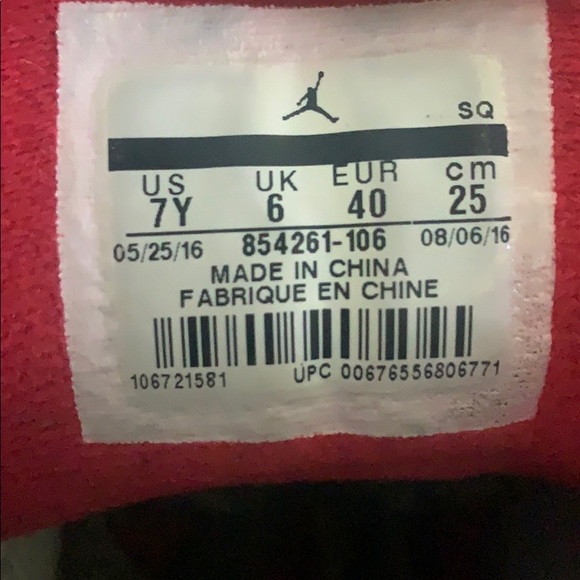 SQ
US UK EUR cm
7Y 6 40 25
05/25/16 854261-106 08/06/16
MADE IN CHINA
FABRIQUE EN CHINE
106721581 UPC 00676556806771